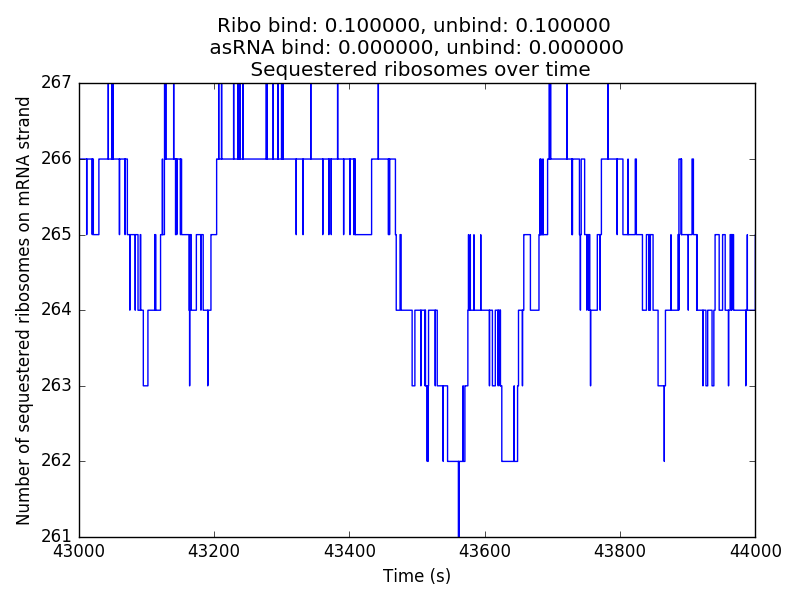 Ribo bind: 0.100000, unbind: 0.100000
asRNA bind: 0.000000, unbind: 0.000000
Sequestered ribosomes over time
Number of sequestered ribosomes on mRNA strand
267
266
265
264
263
262
261
43000 43200 43400 43600 43800 44000
Time (s)